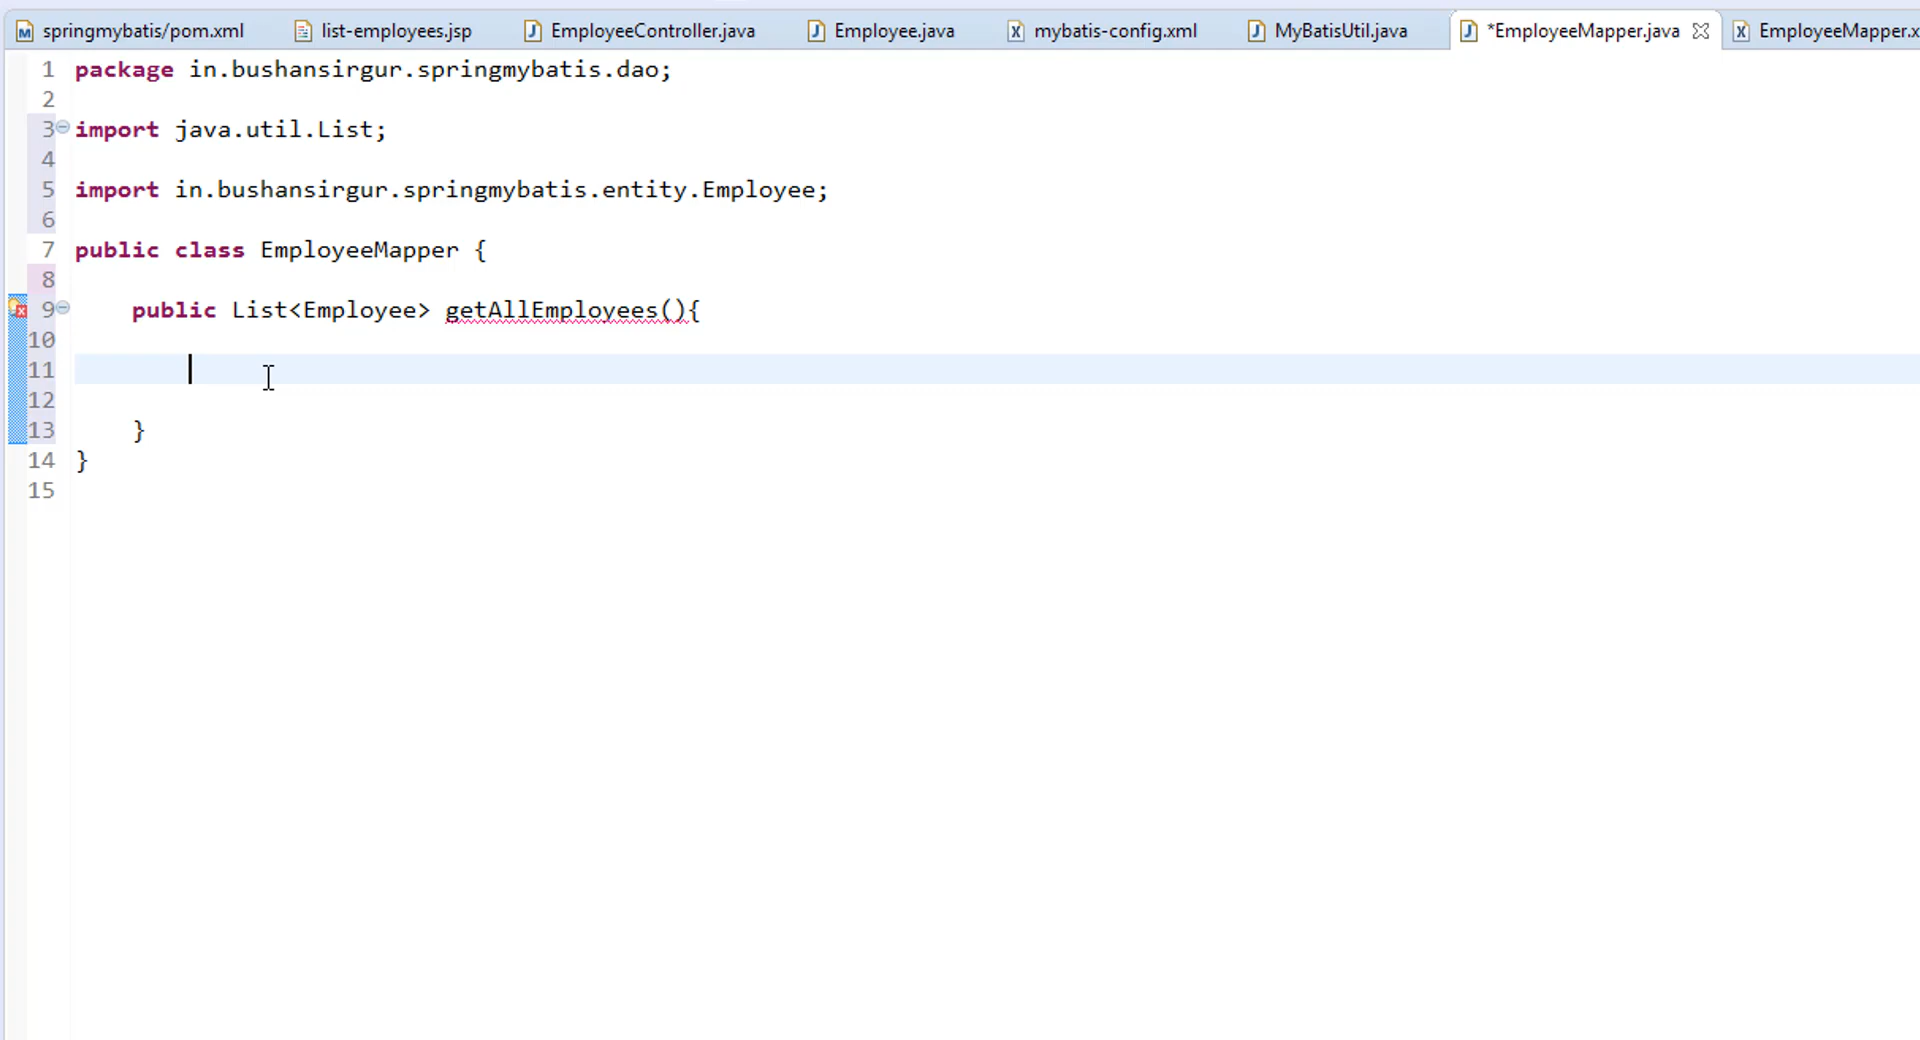 springmybatis/pom.xml list-employees.jsp EmployeeController.java Employee.java mybatis-config.xml MyBatisUtil.java *EmployeeMapper.java EmployeeMapper.x
1 package in.bushansirgur.springmybatis.dao;
2
3 import java.util.List;
4
5 import in.bushansirgur.springmybatis.entity.Employee;
6
7 public class EmployeeMapper {
8
9 public List<Employee> getAllEmployees(){
10
11
12
13 }
14 }
15